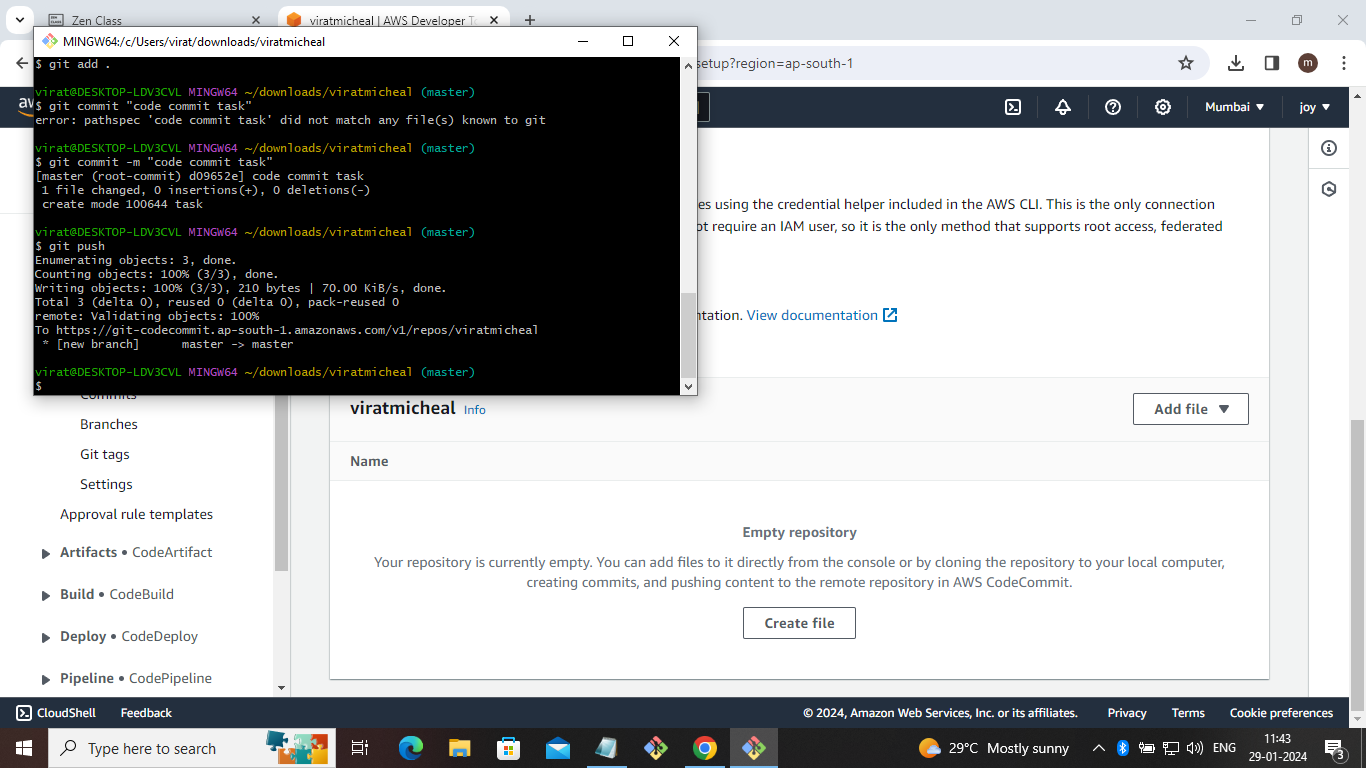 Zen Class
viratmicheal | AWS Developer T
MINGW64:/c/Users/virat/downloads/viratmicheal
$ git add .
virat@DESKTOP-LDV3CVL MINGW64 ~/downloads/viratmicheal (master)
$ git commit "code commit task"
error: pathspec 'code commit task' did not match any file(s) known to git
virat@DESKTOP-LDV3CVL MINGW64 ~/downloads/viratmicheal (master)
$ git commit -m "code commit task"
[master (root-commit) d09652e] code commit task
1 file changed, 0 insertions(+), 0 deletions(-)
create mode 100644 task
virat@DESKTOP-LDV3CVL MINGW64 ~/downloads/viratmicheal (master)
$ git push
Enumerating objects: 3, done.
Counting objects: 100% (3/3), done.
Writing objects: 100% (3/3), 210 bytes | 70.00 KiB/s, done.
Total 3 (delta 0), reused 0 (delta 0), pack-reused 0
remote: Validating objects: 100%
To https://git-codecommit.ap-south-1.amazonaws.com/v1/repos/viratmicheal
* [new branch] master -> master
virat@DESKTOP-LDV3CVL MINGW64 ~/downloads/viratmicheal (master)
$
setup?region=ap-south-1
m
aw
Mumbai
joy
es using the credential helper included in the AWS CLI. This is the only connection
ot require an IAM user, so it is the only method that supports root access, federated
ntation. View documentation
Commits
Branches
Git tags
Settings
Approval rule templates
Artifacts • CodeArtifact
Build • CodeBuild
Deploy • CodeDeploy
Pipeline • CodePipeline
viratmicheal Info
Add file
Name
Empty repository
Your repository is currently empty. You can add files to it directly from the console or by cloning the repository to your local computer,
creating commits, and pushing content to the remote repository in AWS CodeCommit.
Create file
CloudShell Feedback
© 2024, Amazon Web Services, Inc. or its affiliates. Privacy Terms Cookie preferences
Type here to search
29°C Mostly sunny
ENG
11:43
29-01-2024
3